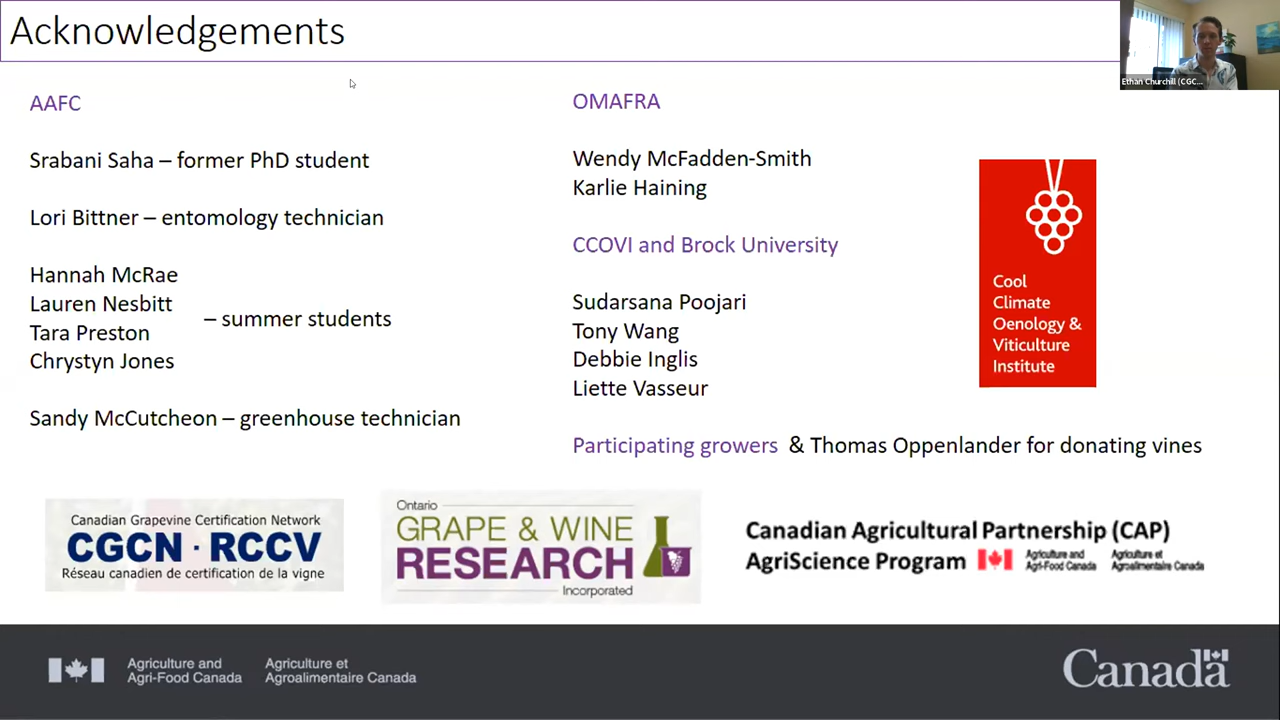 Acknowledgements
Ethan Churchill (CGC...
AAFC
Srabani Saha – former PhD student
Lori Bittner – entomology technician
Hannah McRae
Lauren Nesbitt
Tara Preston
Chrystyn Jones
– summer students
Sandy McCutcheon – greenhouse technician
OMAFRA
Wendy McFadden-Smith
Karlie Haining
CCOVI and Brock University
Sudarsana Poojari
Tony Wang
Debbie Inglis
Liette Vasseur
Participating growers & Thomas Oppenlander for donating vines
Cool
Climate
Oenology &
Viticulture
Institute
Canadian Grapevine Certification Network
CGCN · RCCV
Réseau canadien de certification de la vigne
Ontario
GRAPE & WINE
RESEARCH
Incorporated
Canadian Agricultural Partnership (CAP)
AgriScience Program
Agriculture and
Agri-Food Canada
Agriculture et
Agroalimentaire Canada
Agriculture and
Agri-Food Canada
Agriculture et
Agroalimentaire Canada
Canada